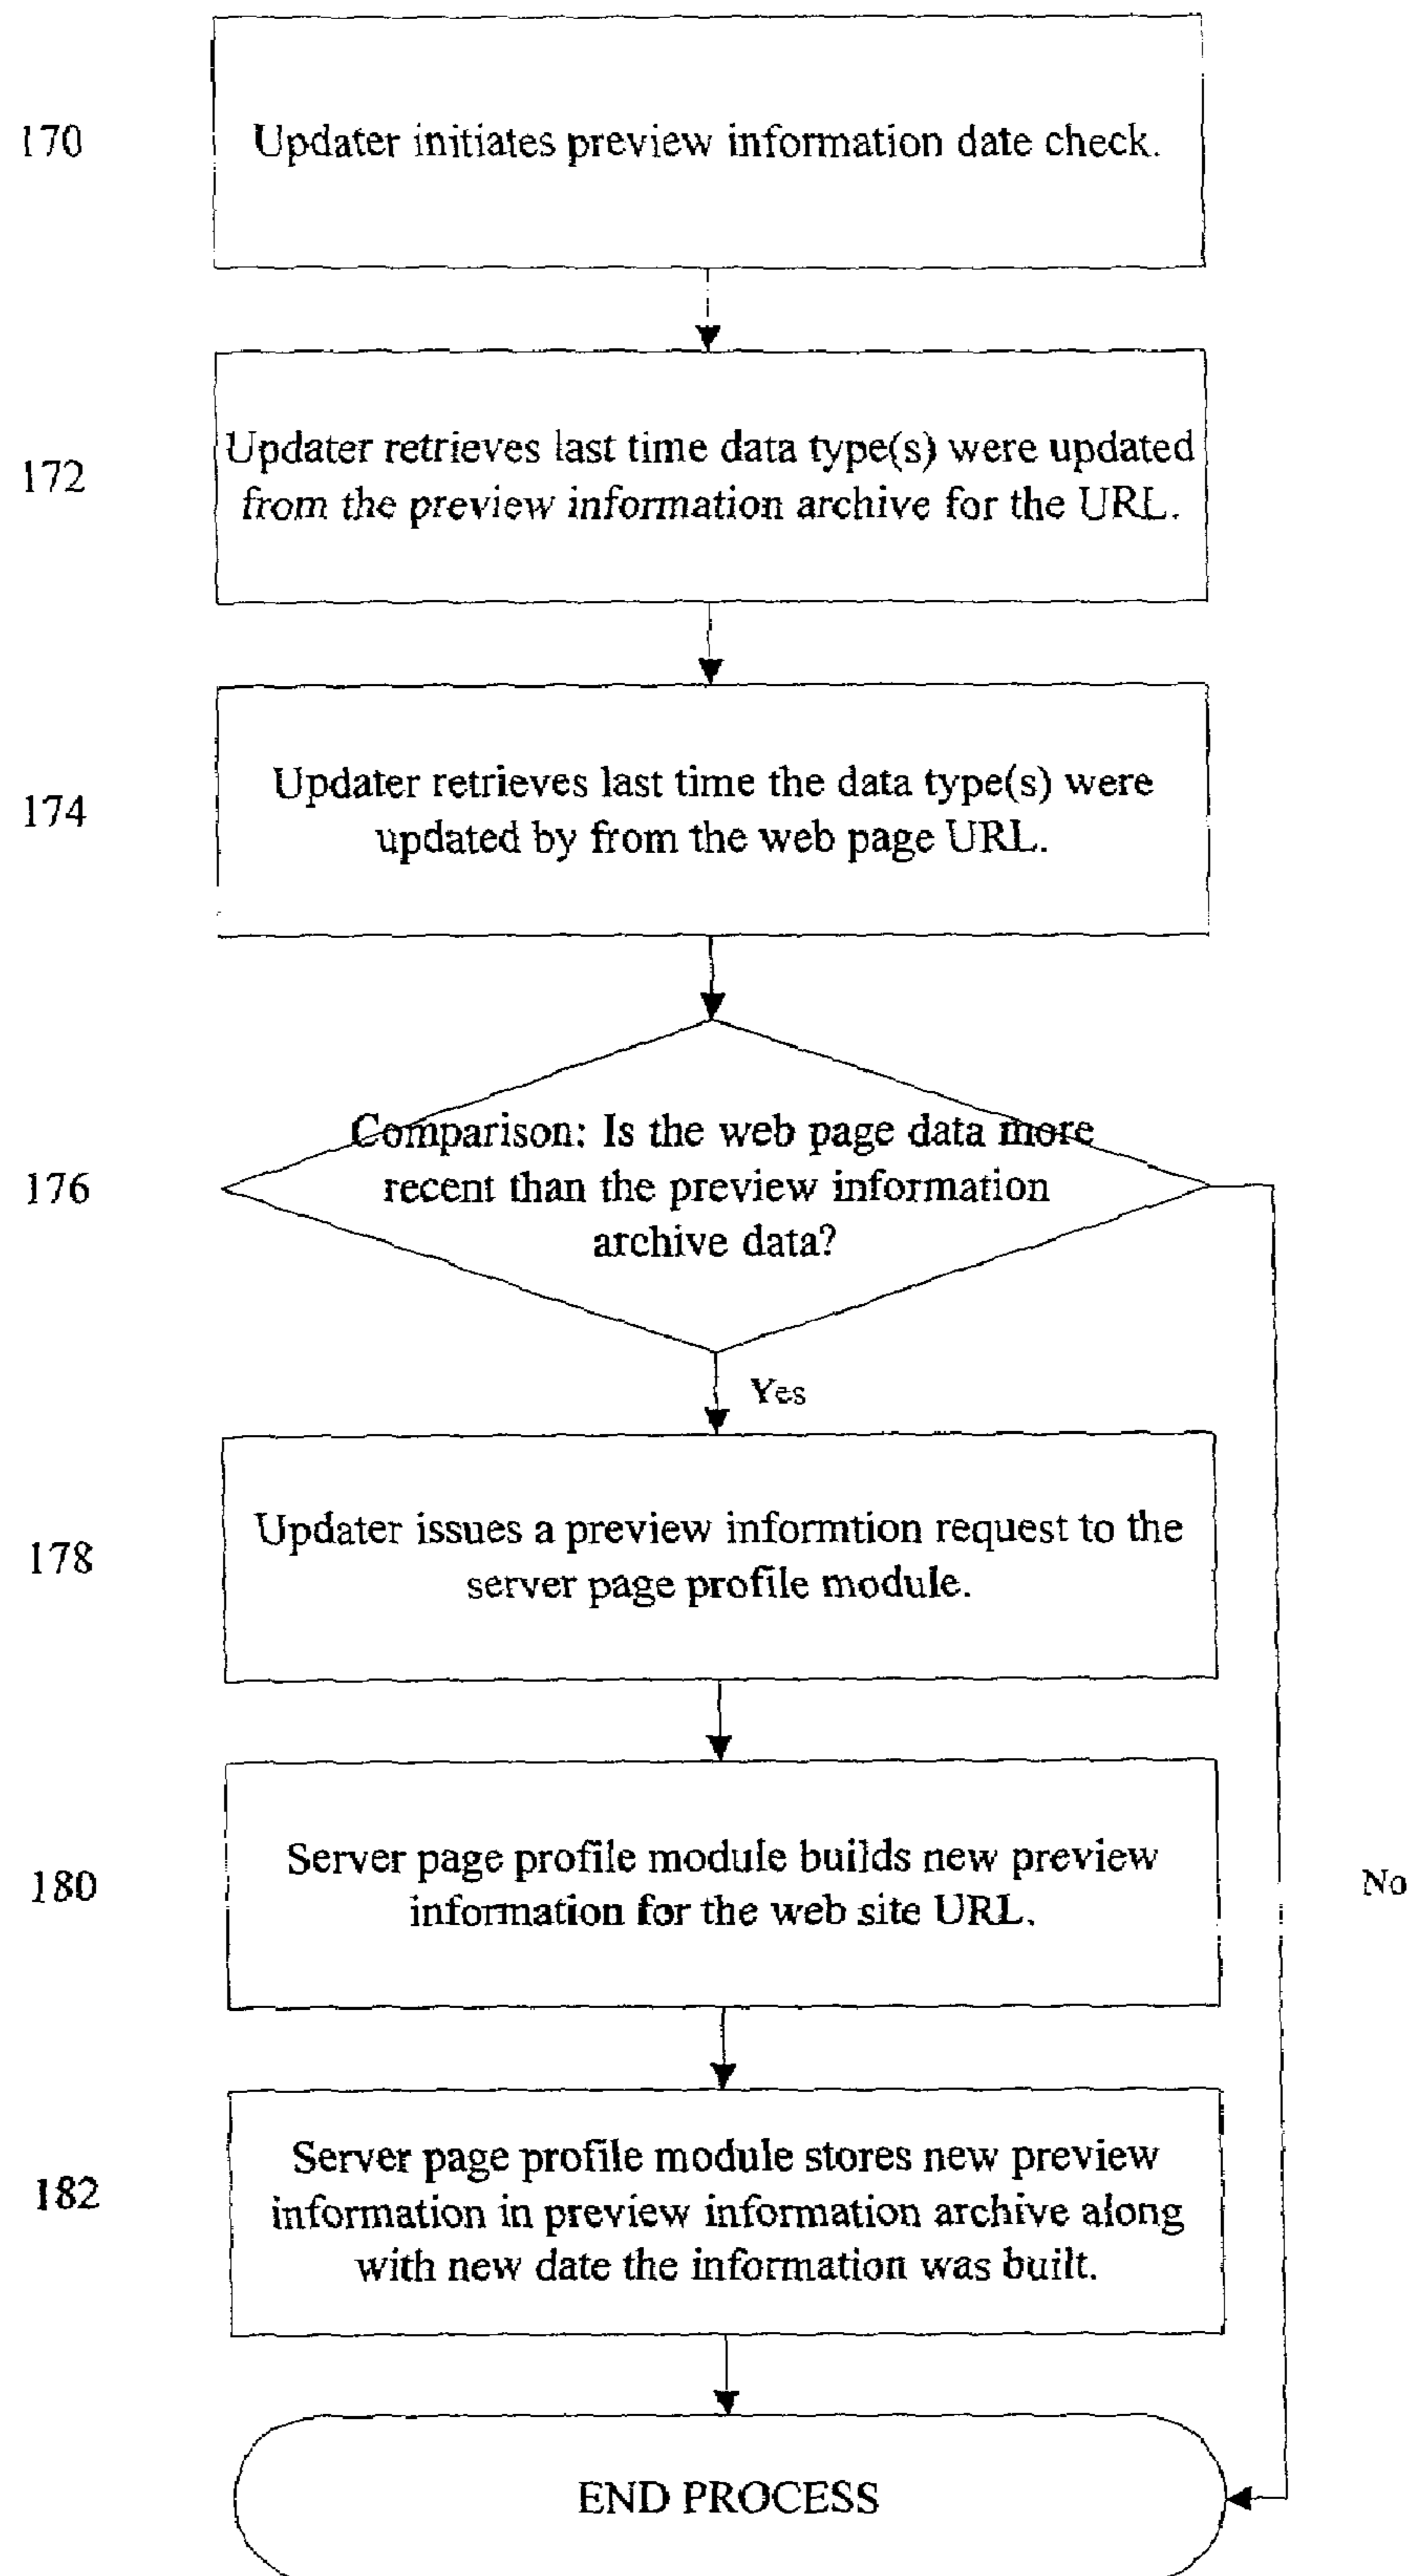 170
Updater initiates preview information date check.
172
Updater retrieves last time data type(s) were updated
from the preview information archive for the URL.
174
Updater retrieves last time the data type(s) were
updated by from the web page URL.
176
Comparison: Is the web page data more
recent than the preview information
archive data?
Yes
178
Updater issues a preview informtion request to the
server page profile module.
180
Server page profile module builds new preview
information for the web site URL.
No
182
Server page profile module stores new preview
information in preview information archive along
with new date the information was built.
END PROCESS